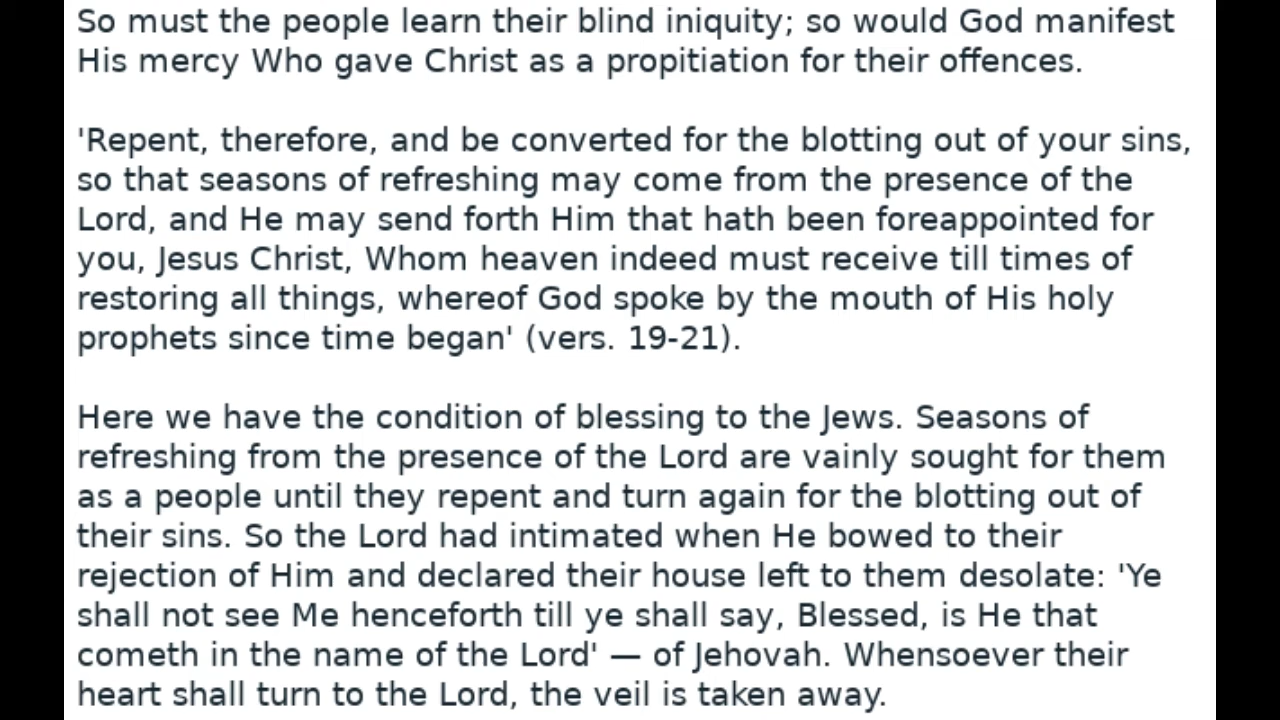 So must the people learn their blind iniquity; so would God manifest
His mercy Who gave Christ as a propitiation for their offences.
'Repent, therefore, and be converted for the blotting out of your sins,
so that seasons of refreshing may come from the presence of the
Lord, and He may send forth Him that hath been foreappointed for
you, Jesus Christ, Whom heaven indeed must receive till times of
restoring all things, whereof God spoke by the mouth of His holy
prophets since time began' (vers. 19-21).
Here we have the condition of blessing to the Jews. Seasons of
refreshing from the presence of the Lord are vainly sought for them
as a people until they repent and turn again for the blotting out of
their sins. So the Lord had intimated when He bowed to their
rejection of Him and declared their house left to them desolate: 'Ye
shall not see Me henceforth till ye shall say, Blessed, is He that
cometh in the name of the Lord' — of Jehovah. Whensoever their
heart shall turn to the Lord, the veil is taken away.